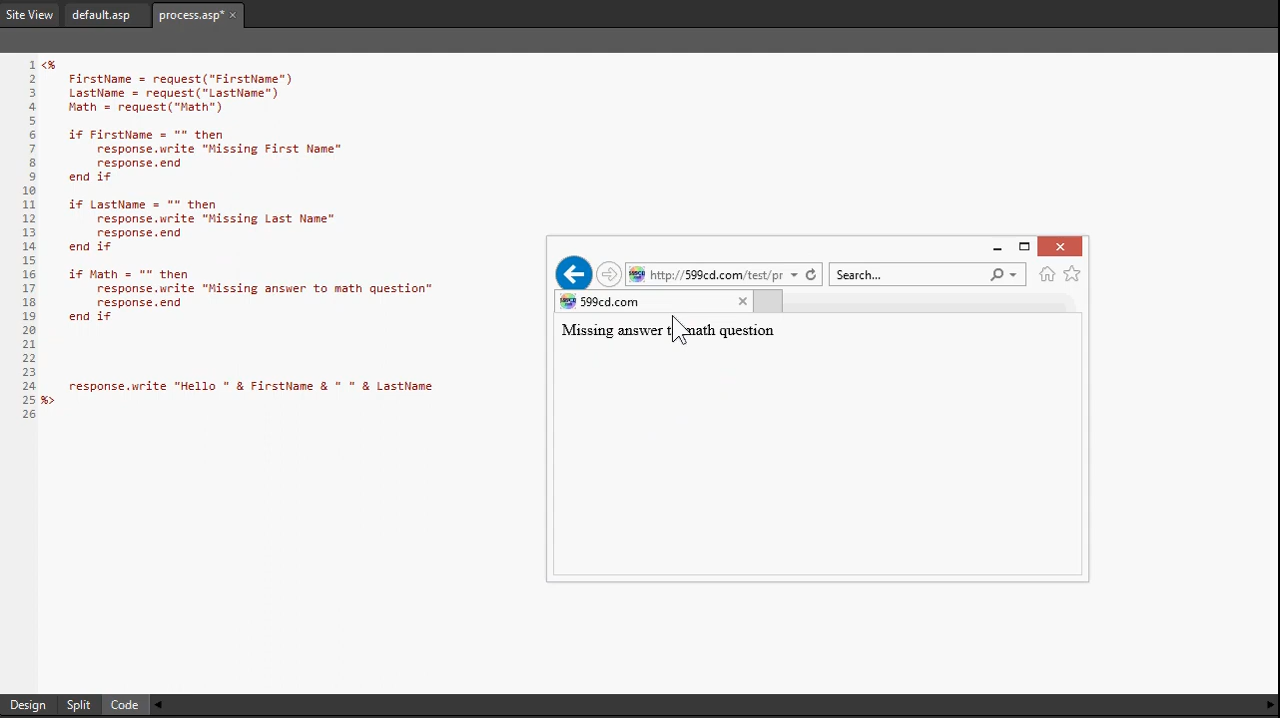 Site View default.asp process.asp* ×
1 <%
2 FirstName = request("FirstName")
3 LastName = request("LastName")
4 Math = request("Math")
5
6 if FirstName = "" then
7 response.write "Missing First Name"
8 response.end
9 end if
10
11 if LastName = "" then
12 response.write "Missing Last Name"
13 response.end
14 end if
15
16 if Math = "" then
17 response.write "Missing answer to math question"
18 response.end
19 end if
20
21
22
23
24 response.write "Hello " & FirstName & " " & LastName
25 %>
26
http://599cd.com/test/pr Search...
599cd.com
Missing answer to math question
Design Split Code